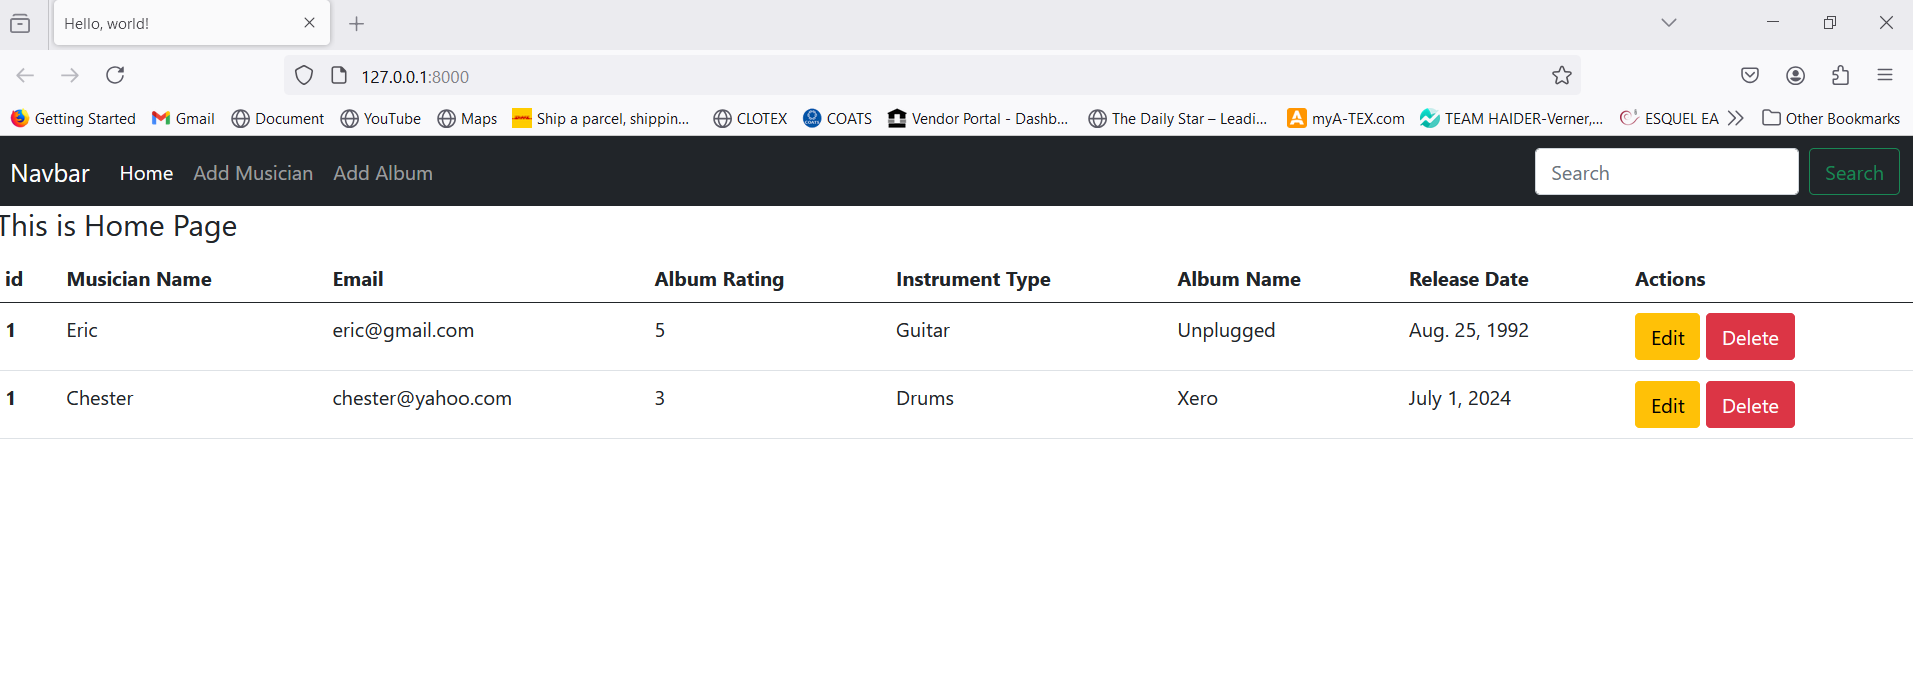 Hello, world!
127.0.0.1:8000
Getting Started Gmail Document YouTube Maps Ship a parcel, shippin... CLOTEX COATS Vendor Portal - Dashb... The Daily Star – Leadi... myA-TEX.com TEAM HAIDER-Verner,... ESQUEL EA Other Bookmarks
Navbar Home Add Musician Add Album Search Search
This is Home Page
id Musician Name Email Album Rating Instrument Type Album Name Release Date Actions
1 Eric eric@gmail.com 5 Guitar Unplugged Aug. 25, 1992 Edit Delete
1 Chester chester@yahoo.com 3 Drums Xero July 1, 2024 Edit Delete